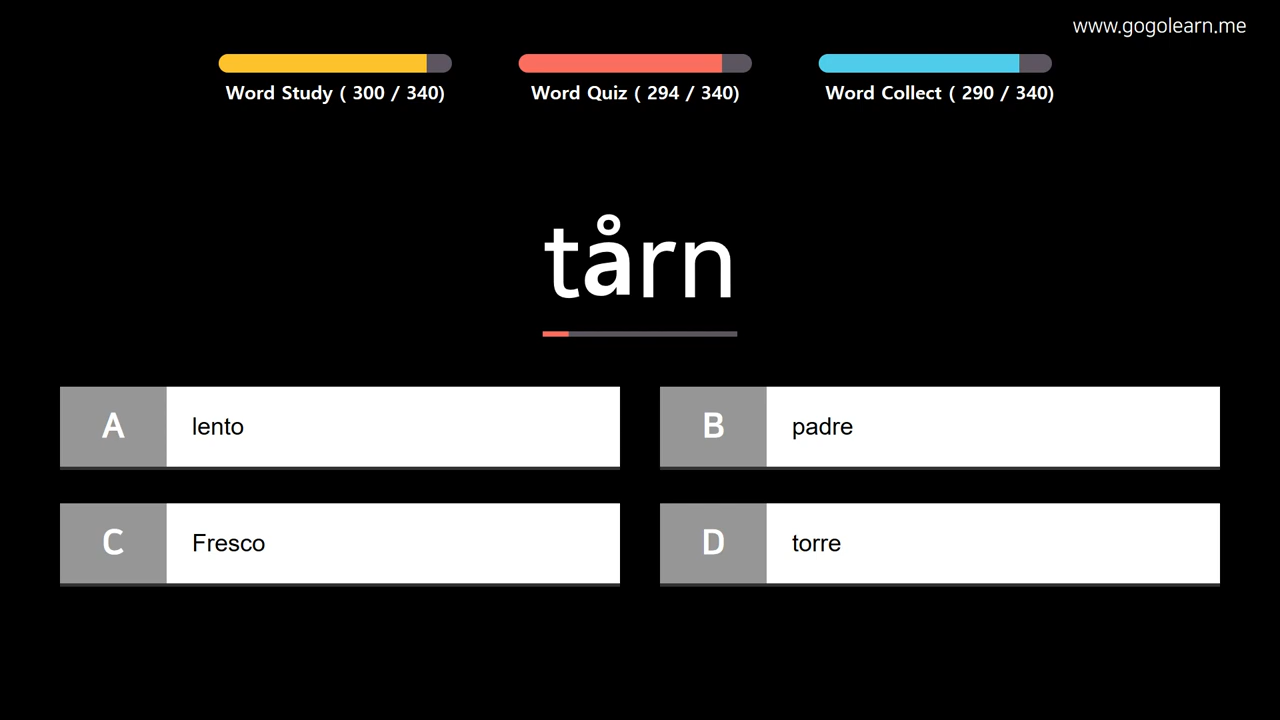 www.gogolearn.me
Word Study ( 300 / 340)
Word Quiz ( 294 / 340)
Word Collect ( 290 / 340)
tårn
A
lento
B
padre
C
Fresco
D
torre